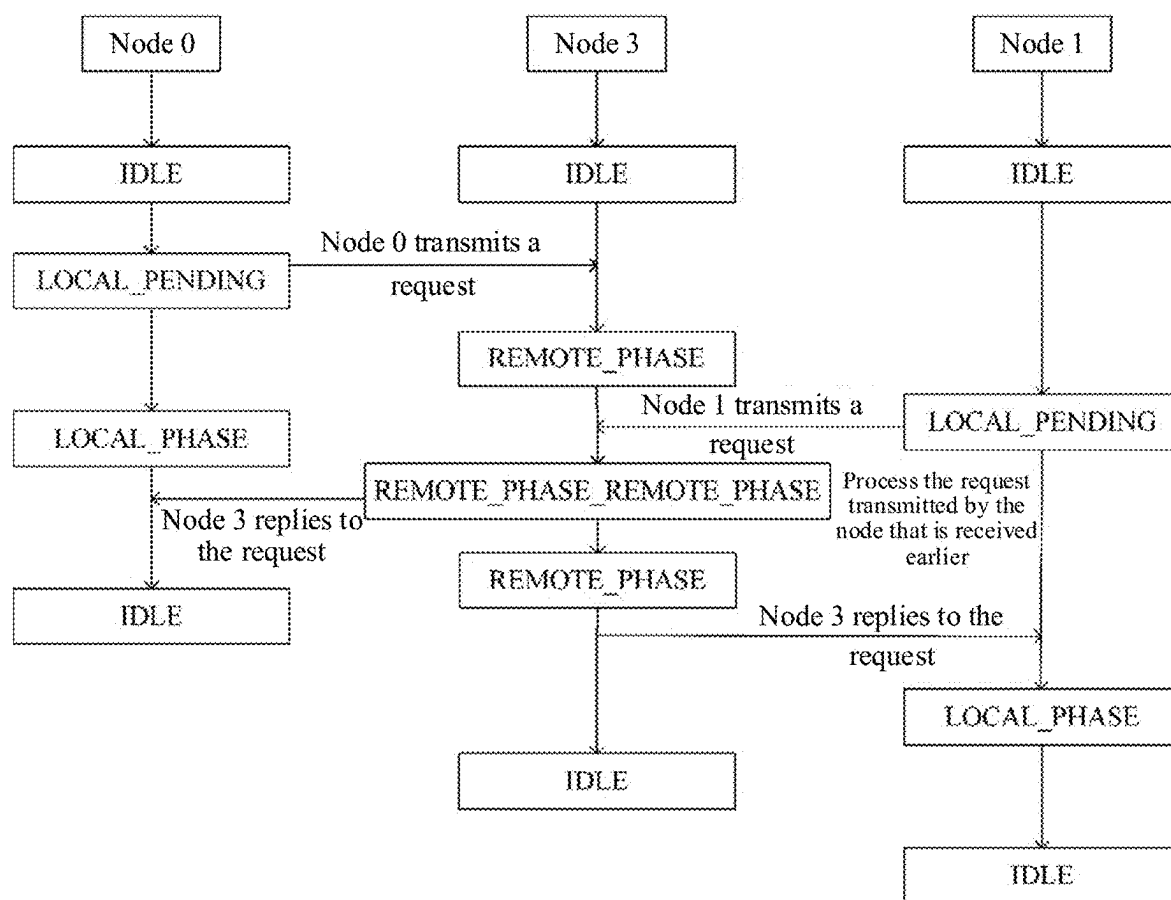 Node 0
Node 3
Node 1
IDLE
IDLE
IDLE
LOCAL_PENDING
Node 0 transmits a
request
REMOTE_PHASE
LOCAL_PHASE
Node 1 transmits a
request
LOCAL_PENDING
REMOTE_PHASE_REMOTE_PHASE
Process the request
transmitted by the
node that is received
earlier
Node 3 replies to
the request
REMOTE_PHASE
IDLE
Node 3 replies to the
request
LOCAL_PHASE
IDLE
IDLE